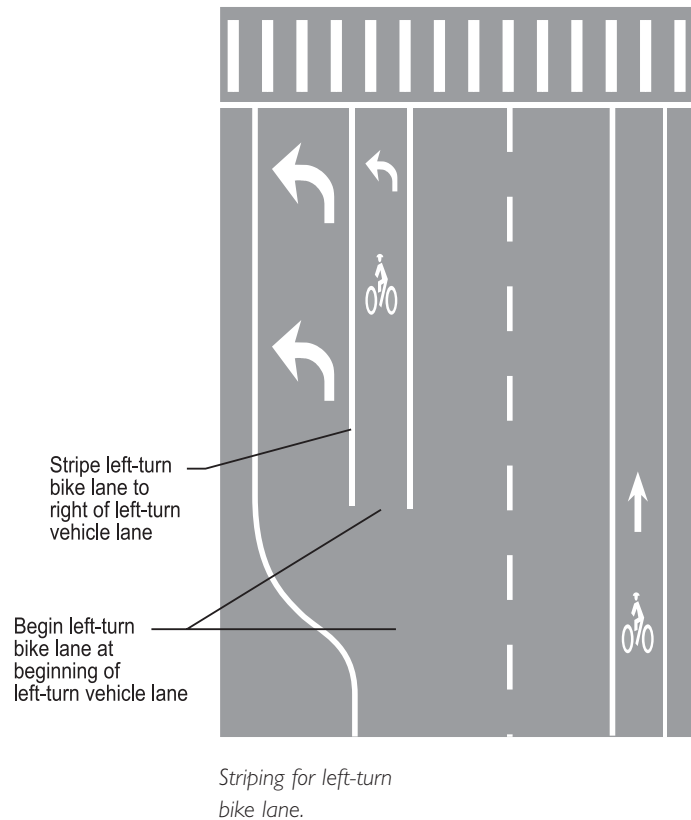 Stripe left-turn
bike lane to
right of left-turn
vehicle lane
Begin left-turn
bike lane at
beginning of
left-turn vehicle lane
Striping for left-turn
bike lane.